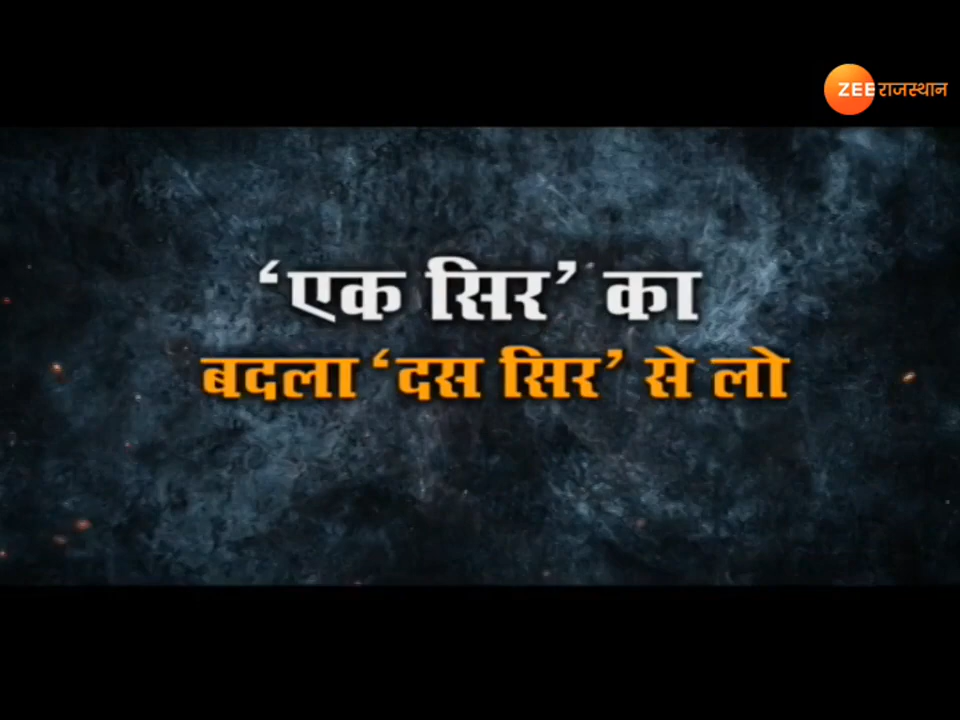 ZEE राजस्थान
‘एक सिर’ का
बदला ‘दस सिर’ से लो